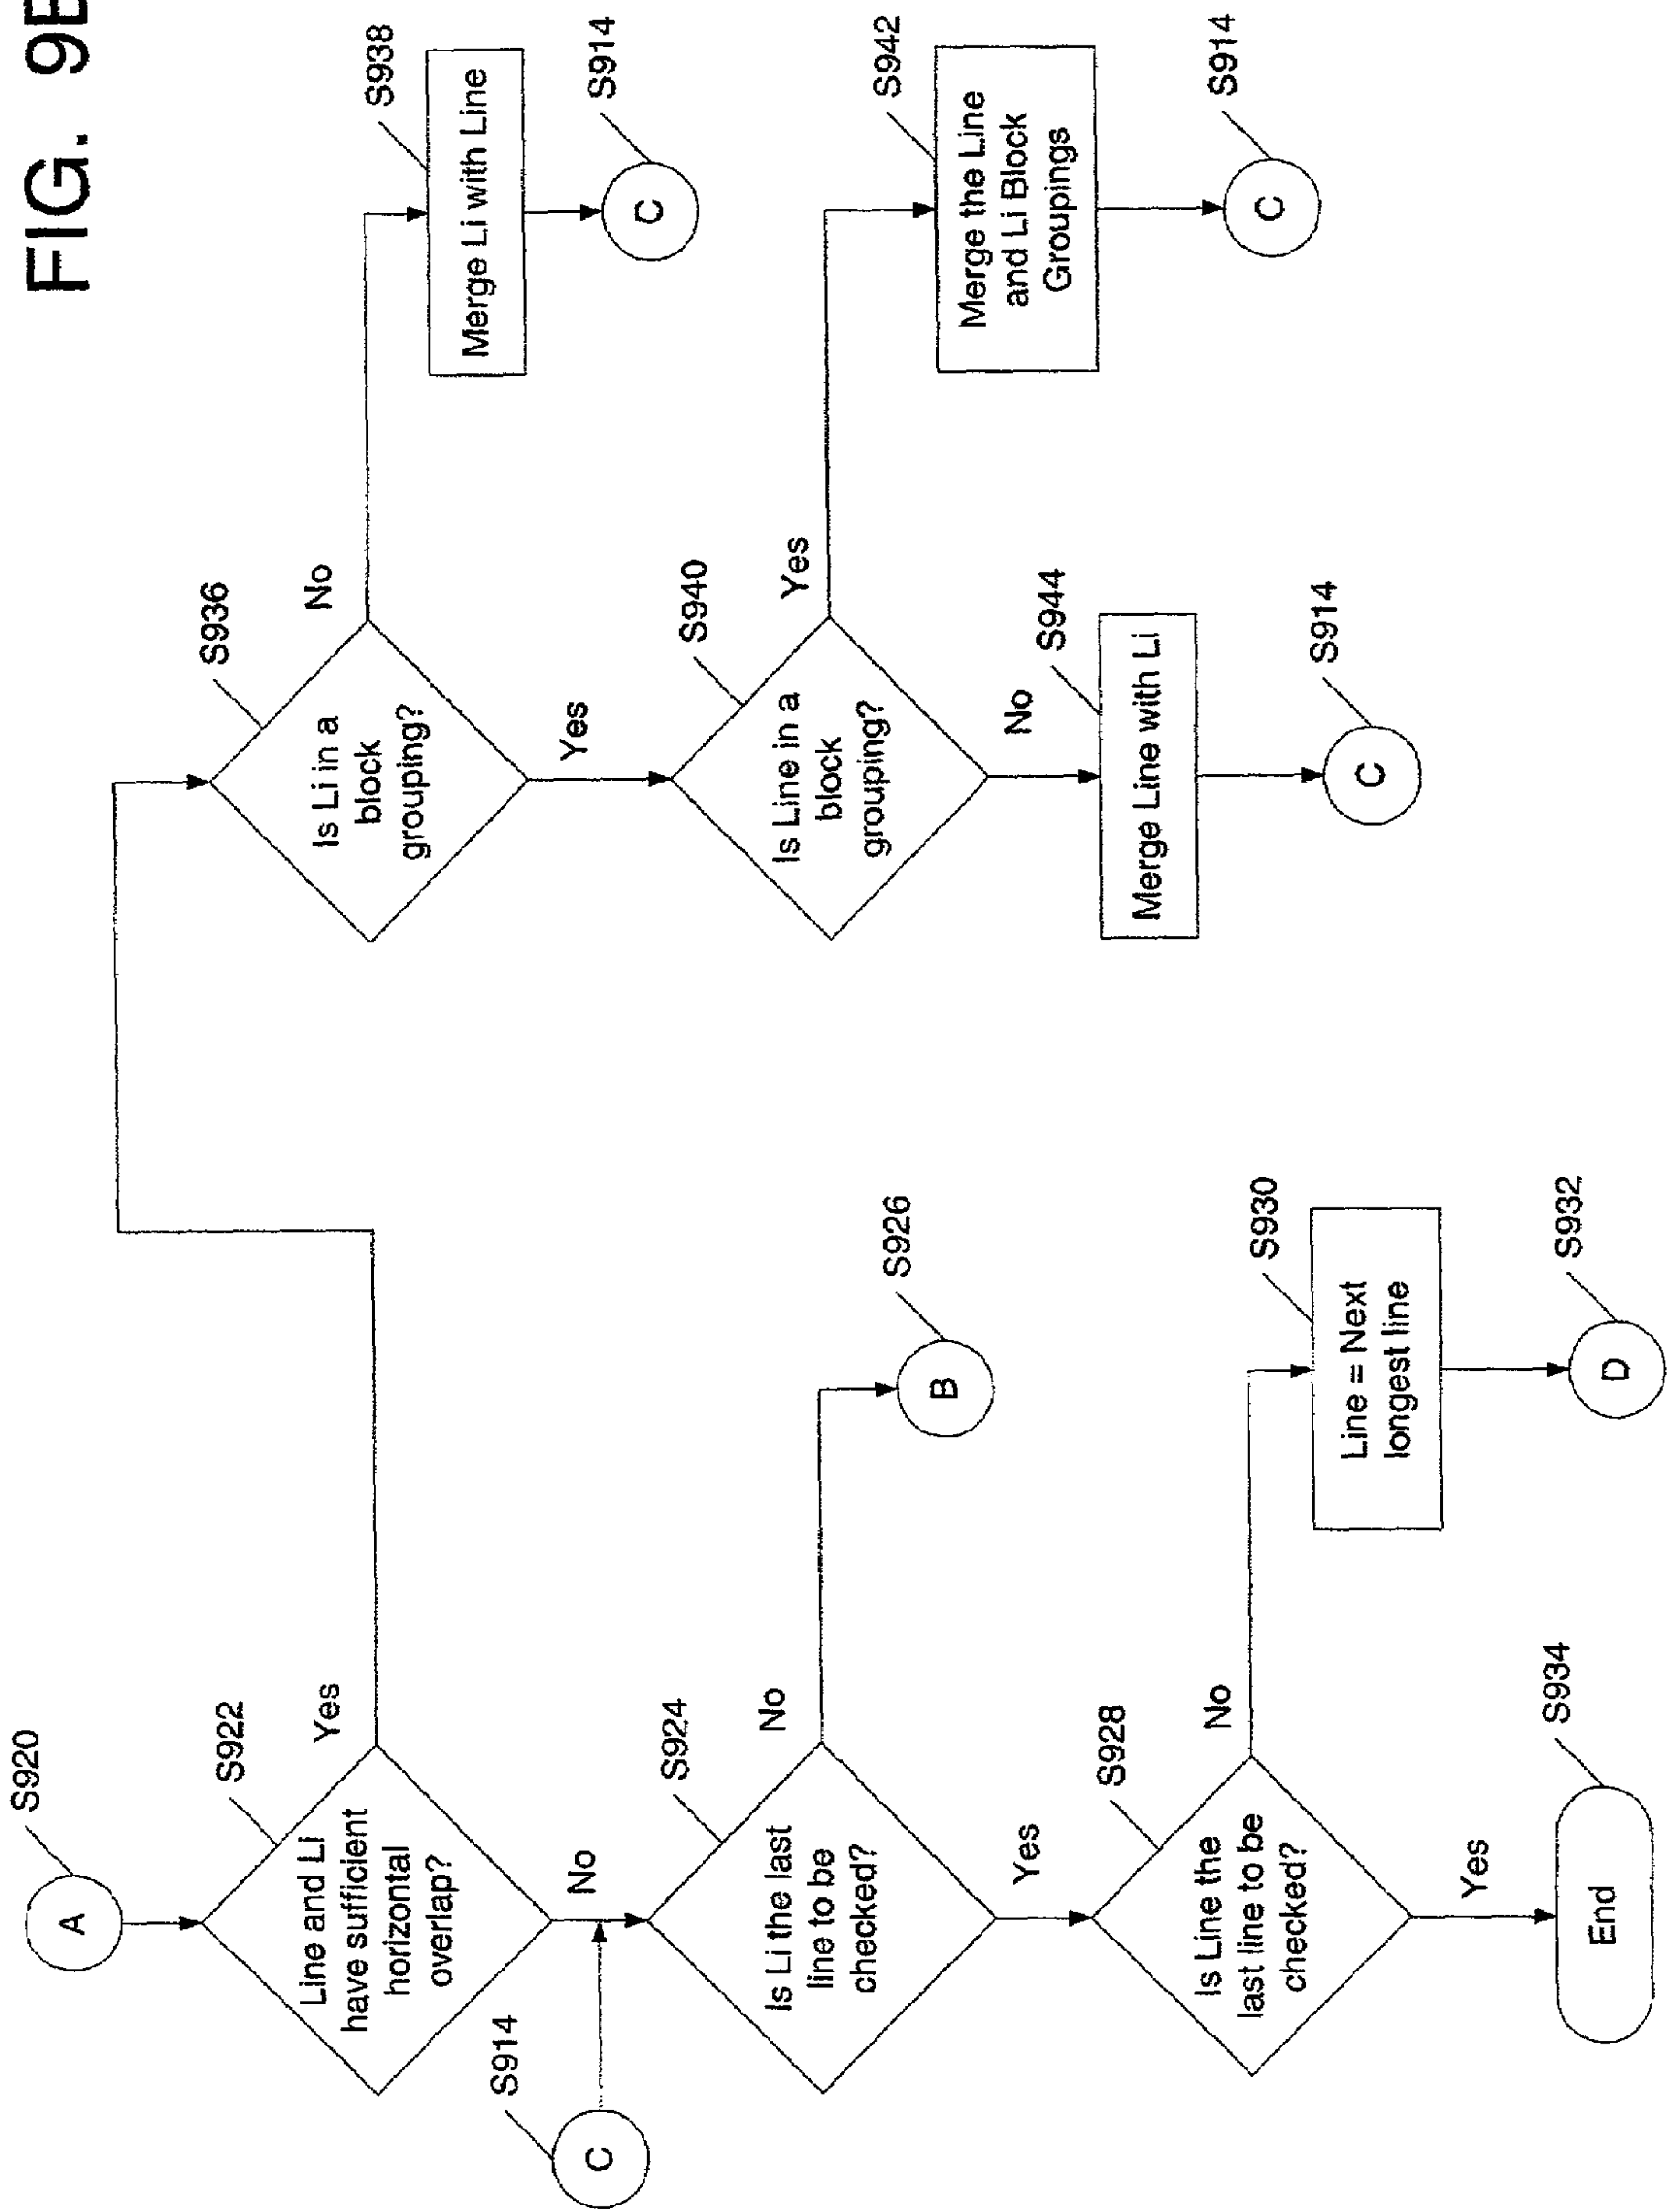 FIG. 9B
S920
A
S922
Line and Li
have sufficient
horizontal
overlap?
Yes
No
S914
C
S924
Is Li the last
line to be
checked?
No
S926
B
Yes
S928
Is Line the
last line to be
checked?
No
S930
Line = Next
longest line
S932
D
Yes
S934
End
S936
Is Li in a
block
grouping?
No
S938
Merge Li with Line
S914
C
Yes
S940
Is Line in a
block
grouping?
Yes
S942
Merge the Line
and Li Block
Groupings
S914
C
No
S944
Merge Line with Li
S914
C